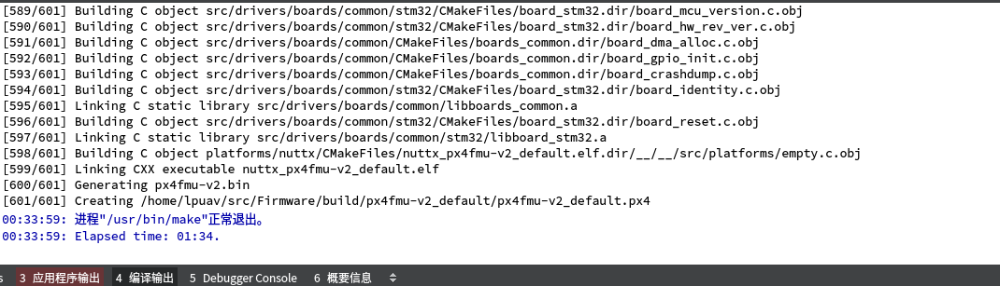 [589/601] Building C object src/drivers/boards/common/stm32/CMakeFiles/board_stm32.dir/board_mcu_version.c.obj
[590/601] Building C object src/drivers/boards/common/stm32/CMakeFiles/board_stm32.dir/board_hw_rev_ver.c.obj
[591/601] Building C object src/drivers/boards/common/CMakeFiles/boards_common.dir/board_dma_alloc.c.obj
[592/601] Building C object src/drivers/boards/common/CMakeFiles/boards_common.dir/board_gpio_init.c.obj
[593/601] Building C object src/drivers/boards/common/CMakeFiles/boards_common.dir/board_crashdump.c.obj
[594/601] Building C object src/drivers/boards/common/stm32/CMakeFiles/board_stm32.dir/board_identity.c.obj
[595/601] Linking C static library src/drivers/boards/common/libboards_common.a
[596/601] Building C object src/drivers/boards/common/stm32/CMakeFiles/board_stm32.dir/board_reset.c.obj
[597/601] Linking C static library src/drivers/boards/common/stm32/libboard_stm32.a
[598/601] Building C object platforms/nuttx/CMakeFiles/nuttx_px4fmu-v2_default.elf.dir/__/__/src/platforms/empty.c.obj
[599/601] Linking CXX executable nuttx_px4fmu-v2_default.elf
[600/601] Generating px4fmu-v2.bin
[601/601] Creating /home/lpuav/src/Firmware/build/px4fmu-v2_default/px4fmu-v2_default.px4
00:33:59: 进程"/usr/bin/make"正常退出。
00:33:59: Elapsed time: 01:34.
s 3 应用程序输出 4 编译输出 5 Debugger Console 6 概要信息